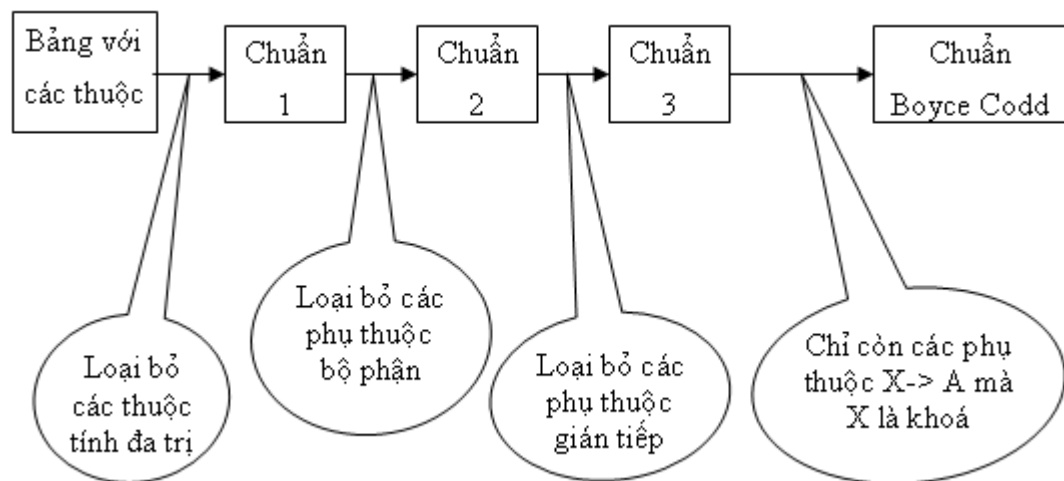 Bảng với
các thuộc
Chuẩn
1
Chuẩn
2
Chuẩn
3
Chuẩn
Boyce Codd
Loại bỏ
các thuộc
tính đa trị
Loại bỏ các
phụ thuộc
bộ phận
Loại bỏ các
phụ thuộc
gián tiếp
Chỉ còn các phụ
thuộc X-> A mà
X là khoá